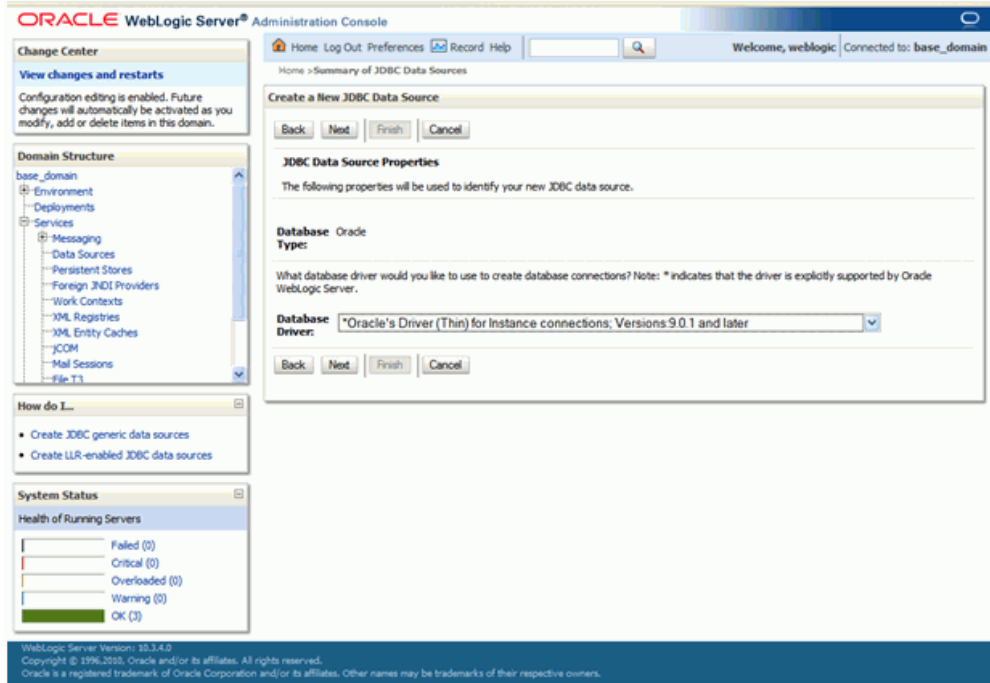 ORACLE WebLogic Server® Administration Console
Change Center
View changes and restarts
Configuration editing is enabled. Future
changes will automatically be activated as you
modify, add or delete items in this domain.
Domain Structure
base_domain
Environment
Deployments
Services
Messaging
Data Sources
Persistent Stores
Foreign JNDI Providers
Work Contexts
XML Registries
XML Entity Caches
jCOM
Mail Sessions
File T3
How do I...
Create JDBC generic data sources
Create LLR-enabled JDBC data sources
System Status
Health of Running Servers
Failed (0)
Critical (0)
Overloaded (0)
Warning (0)
OK (3)
Home Log Out Preferences Record Help
Welcome, weblogic Connected to: base_domain
Home >Summary of JDBC Data Sources
Create a New JDBC Data Source
Back Next Finish Cancel
JDBC Data Source Properties
The following properties will be used to identify your new JDBC data source.
Database Oracle
Type:
What database driver would you like to use to create database connections? Note: * indicates that the driver is explicitly supported by Oracle
WebLogic Server.
Database *Oracle's Driver (Thin) for Instance connections; Versions:9.0.1 and later
Driver:
Back Next Finish Cancel
WebLogic Server Version: 10.3.4.0
Copyright © 1996,2010, Oracle and/or its affiliates. All rights reserved.
Oracle is a registered trademark of Oracle Corporation and/or its affiliates. Other names may be trademarks of their respective owners.